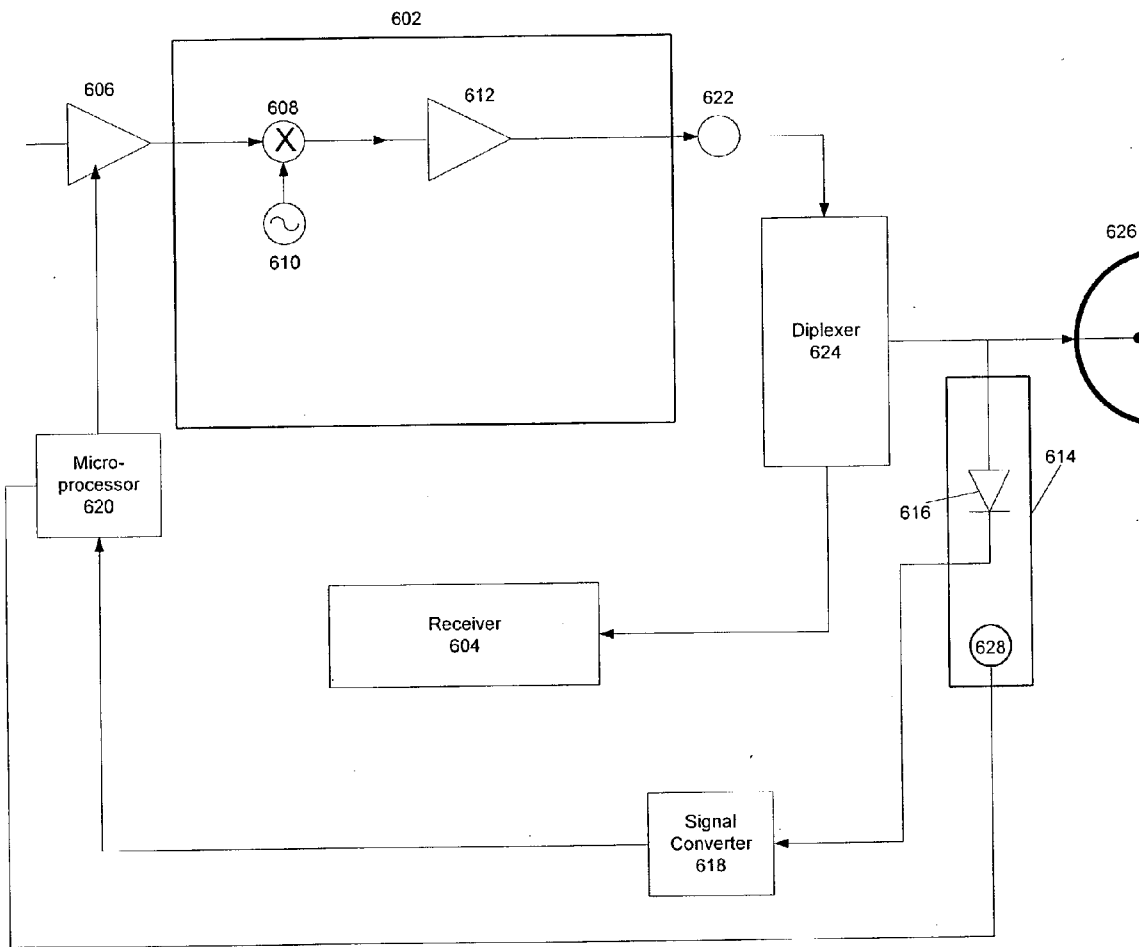 602
606
608
X
612
622
610
626
Diplexer
624
Micro-
processor
620
614
616
Receiver
604
628
Signal
Converter
618